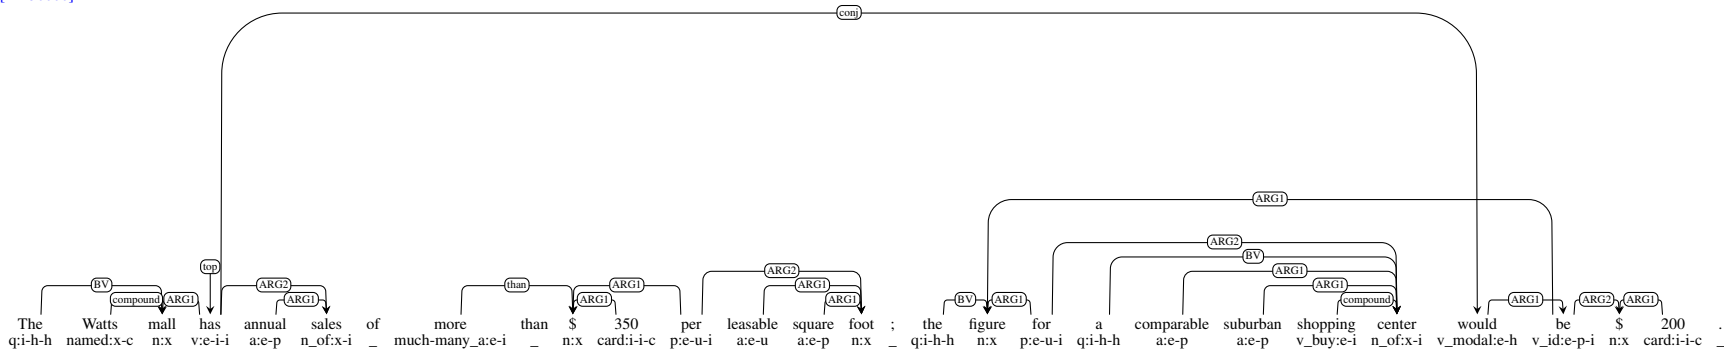 conj
ARG1
ARG2
BV
top
ARG2
ARG1
BV
ARG2
than
ARG1
ARG1
ARG1
compound
ARG1
ARG1
ARG1
ARG1
BV
ARG1
compound
ARG1
ARG2
ARG1
The Watts mall has annual sales of more than $ 350 per leasable square foot ; the figure for a comparable suburban shopping center would be $ 200 .
q:i-h-h named:x-c n:x v:e-i-i a:e-p n_of:x-i _ much-many_a:e-i _ n:x card:i-i-c p:e-u-i a:e-u a:e-p n:x _ q:i-h-h n:x p:e-u-i q:i-h-h a:e-p a:e-p v_buy:e-i n_of:x-i v_modal:e-h v_id:e-p-i n:x card:i-i-c _